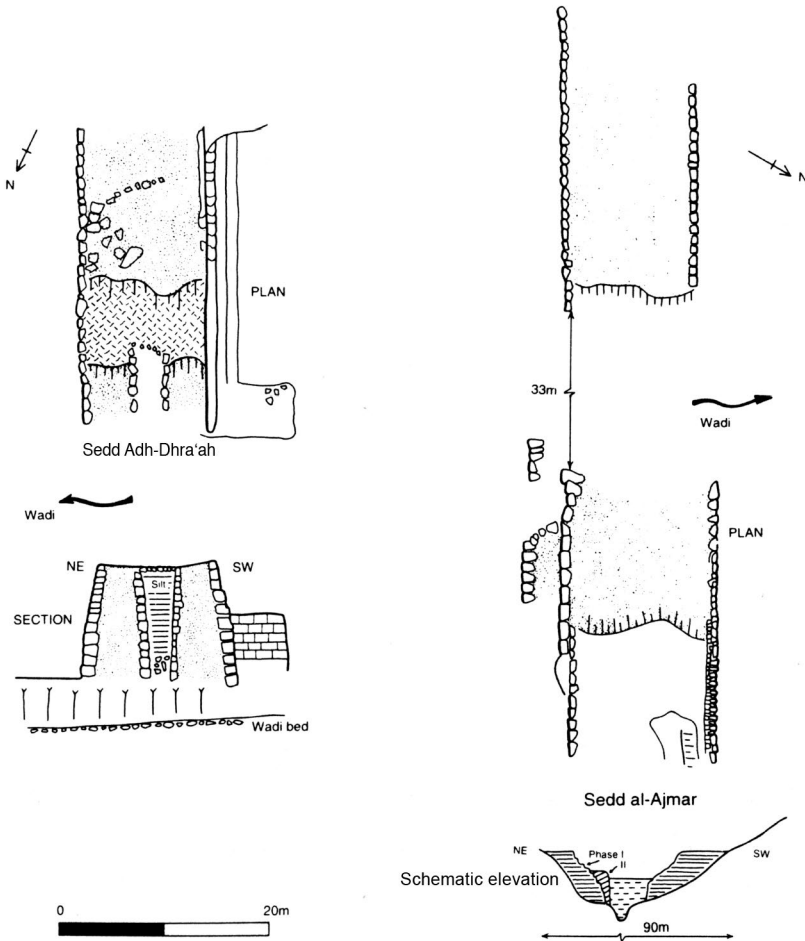 N
PLAN
Sedd Adh-Dhra‘ah
Wadi
NE
SW
Silt
SECTION
Wadi bed
0
20m
N
33m
Wadi
PLAN
Sedd al-Ajmar
NE
Phase I
II
SW
Schematic elevation
90m